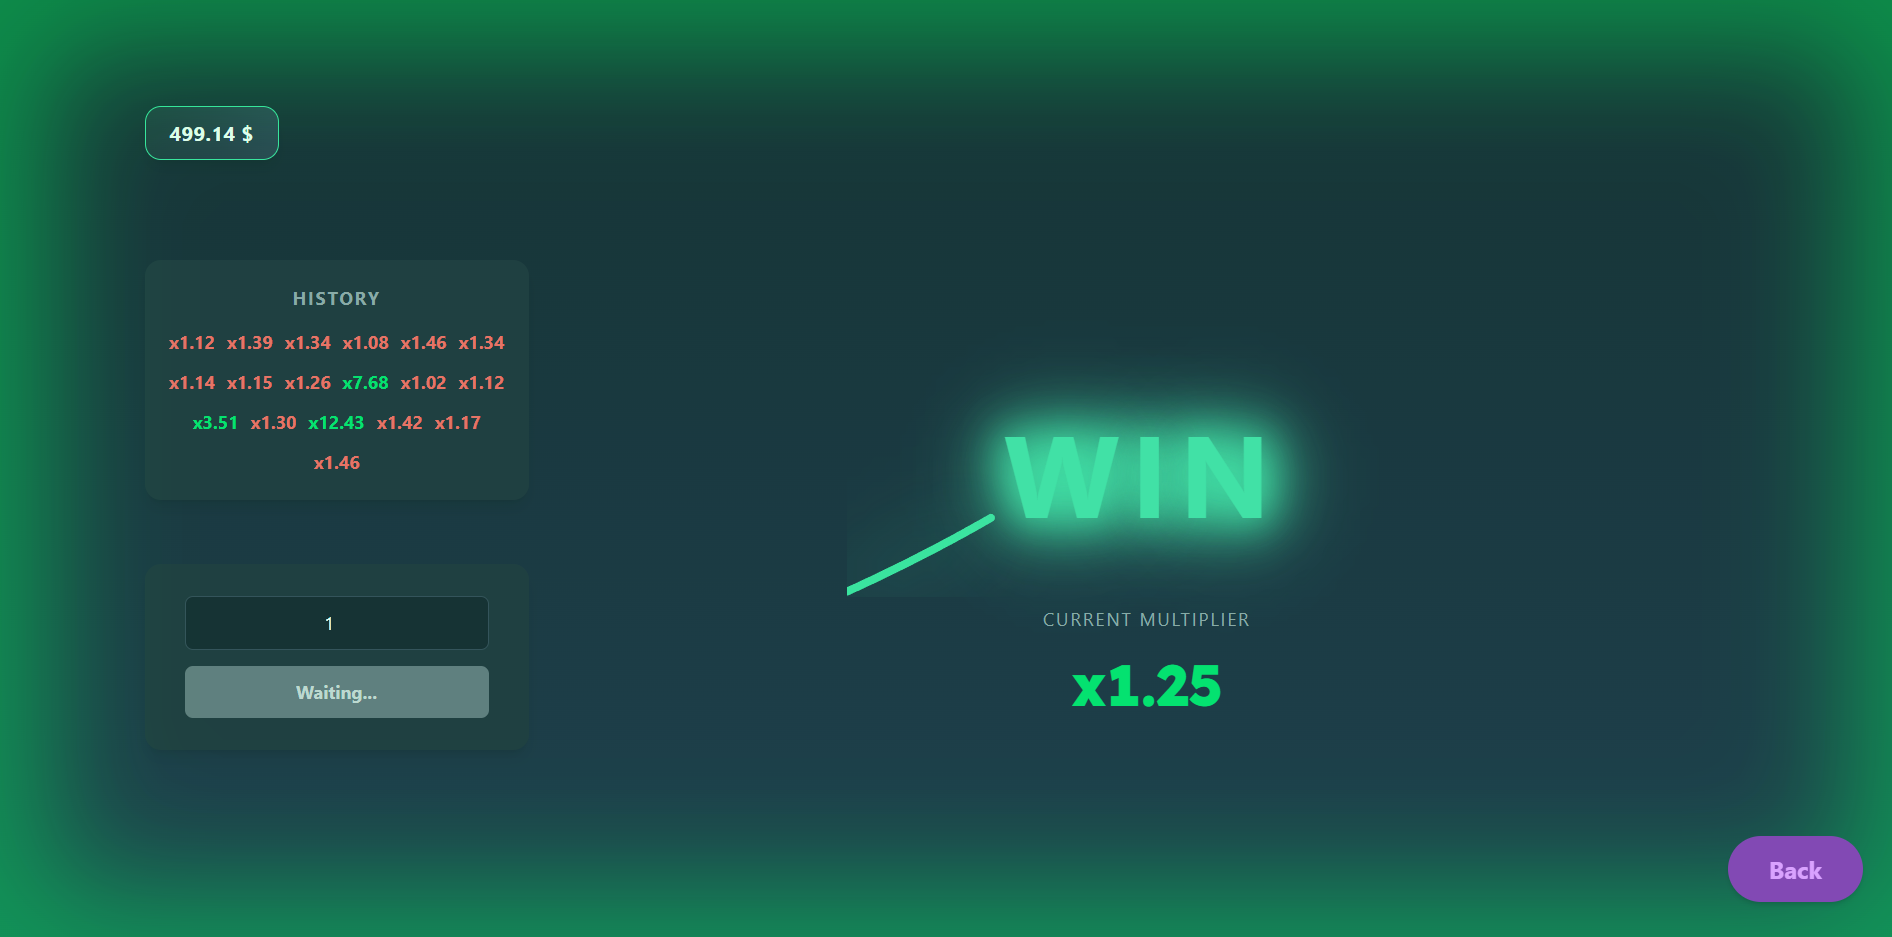 499.14 $
HISTORY
x1.12 x1.39 x1.34 x1.08 x1.46 x1.34
x1.14 x1.15 x1.26 x7.68 x1.02 x1.12
x3.51 x1.30 x12.43 x1.42 x1.17
x1.46
WIN
1
CURRENT MULTIPLIER
Waiting...
x1.25
Back